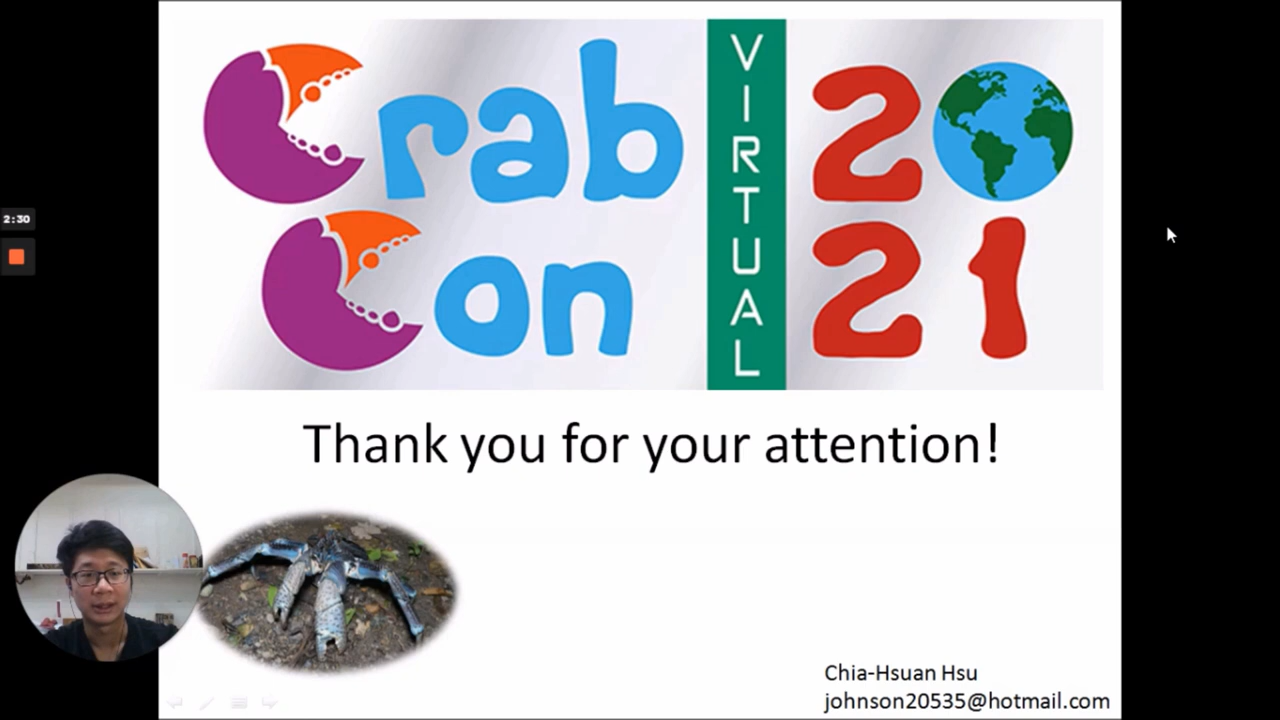 Crab
Con
VIRTUAL
20
21
2:30
Thank you for your attention!
Chia-Hsuan Hsu
johnson20535@hotmail.com